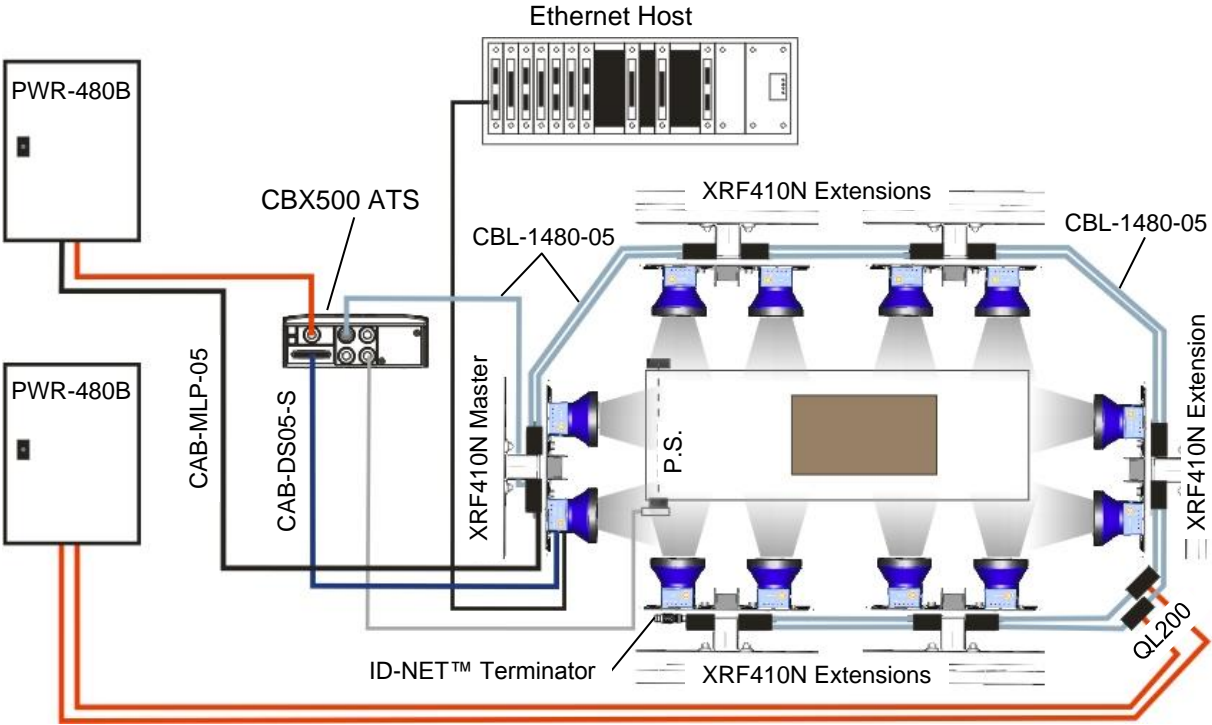 Ethernet Host
PWR-480B
CBX500 ATS
XRF410N Extensions
CBL-1480-05
CBL-1480-05
PWR-480B
CAB-MLP-05
CAB-DS05-S
XRF410N Master
P.S.
XRF410N Extension
QL200
ID-NET™ Terminator
XRF410N Extensions